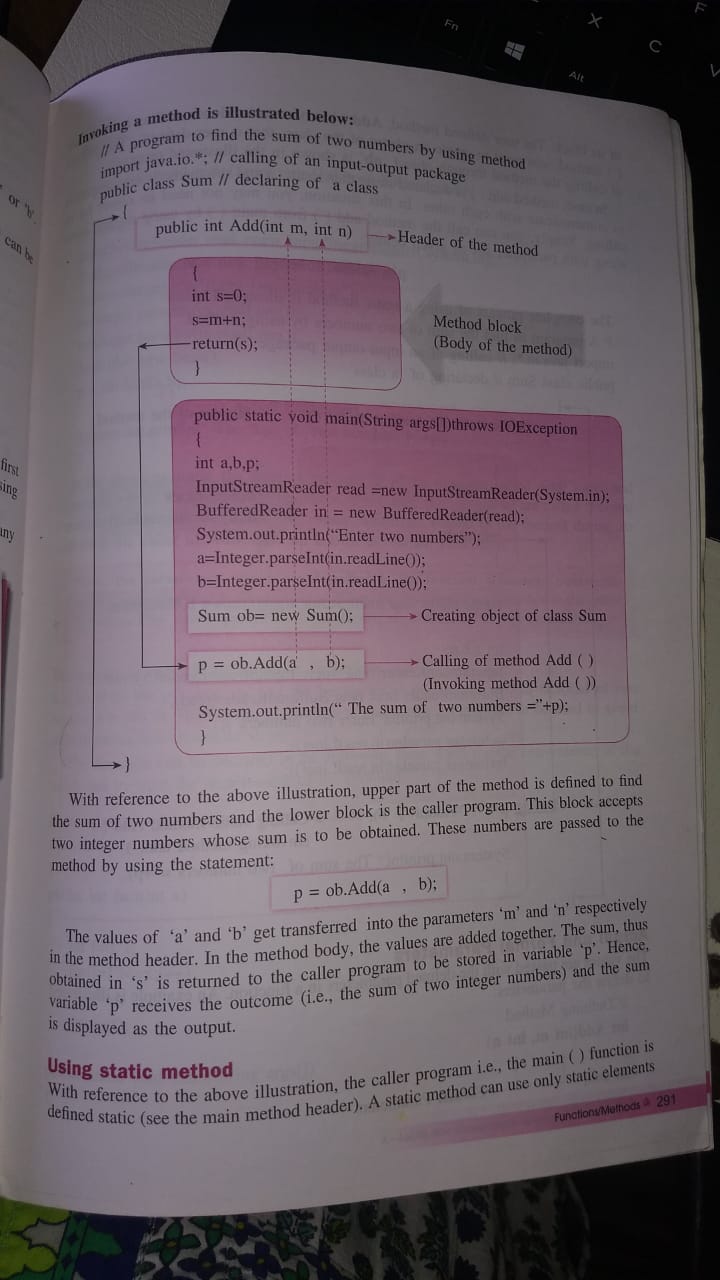 Fn
Alt
X
C
F
V
or 'b'
can be
first
sing
any
Invoking a method is illustrated below:
// A program to find the sum of two numbers by using method
import java.io.*; // calling of an input-output package
public class Sum // declaring of a class
{
public int Add(int m, int n) Header of the method
{
int s=0;
s=m+n;
return(s);
}
Method block
(Body of the method)
public static void main(String args[])throws IOException
{
int a,b,p;
InputStreamReader read =new InputStreamReader(System.in);
BufferedReader in = new BufferedReader(read);
System.out.println("Enter two numbers");
a=Integer.parseInt(in.readLine());
b=Integer.parseInt(in.readLine());
Sum ob= new Sum(); Creating object of class Sum
p = ob.Add(a , b); Calling of method Add ( )
(Invoking method Add ( ))
System.out.println(“ The sum of two numbers =”+p);
}
}
With reference to the above illustration, upper part of the method is defined to find
the sum of two numbers and the lower block is the caller program. This block accepts
two integer numbers whose sum is to be obtained. These numbers are passed to the
method by using the statement:
p = ob.Add(a , b);
The values of ‘a’ and ‘b’ get transferred into the parameters ‘m’ and ‘n’ respectively
in the method header. In the method body, the values are added together. The sum, thus
obtained in ‘s’ is returned to the caller program to be stored in variable ‘p’. Hence,
variable ‘p’ receives the outcome (i.e., the sum of two integer numbers) and the sum
is displayed as the output.
Using static method
With reference to the above illustration, the caller program i.e., the main ( ) function is
defined static (see the main method header). A static method can use only static elements
Functions/Methods 291